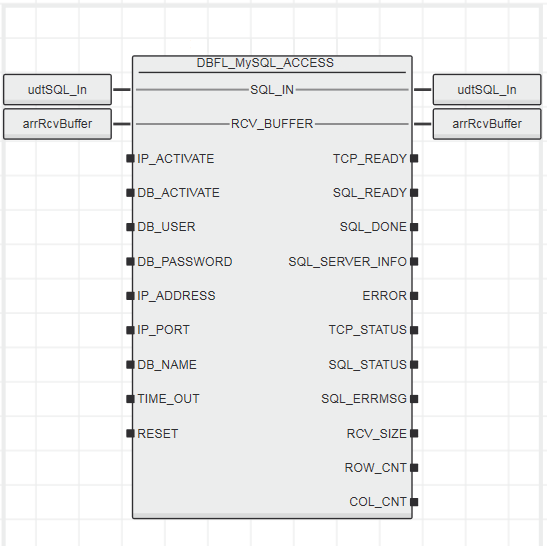 DBFL_MySQL_ACCESS
udtSQL_In SQL_IN udtSQL_In
arrRcvBuffer RCV_BUFFER arrRcvBuffer
IP_ACTIVATE TCP_READY
DB_ACTIVATE SQL_READY
DB_USER SQL_DONE
DB_PASSWORD SQL_SERVER_INFO
IP_ADDRESS ERROR
IP_PORT TCP_STATUS
DB_NAME SQL_STATUS
TIME_OUT SQL_ERRMSG
RESET RCV_SIZE
ROW_CNT
COL_CNT